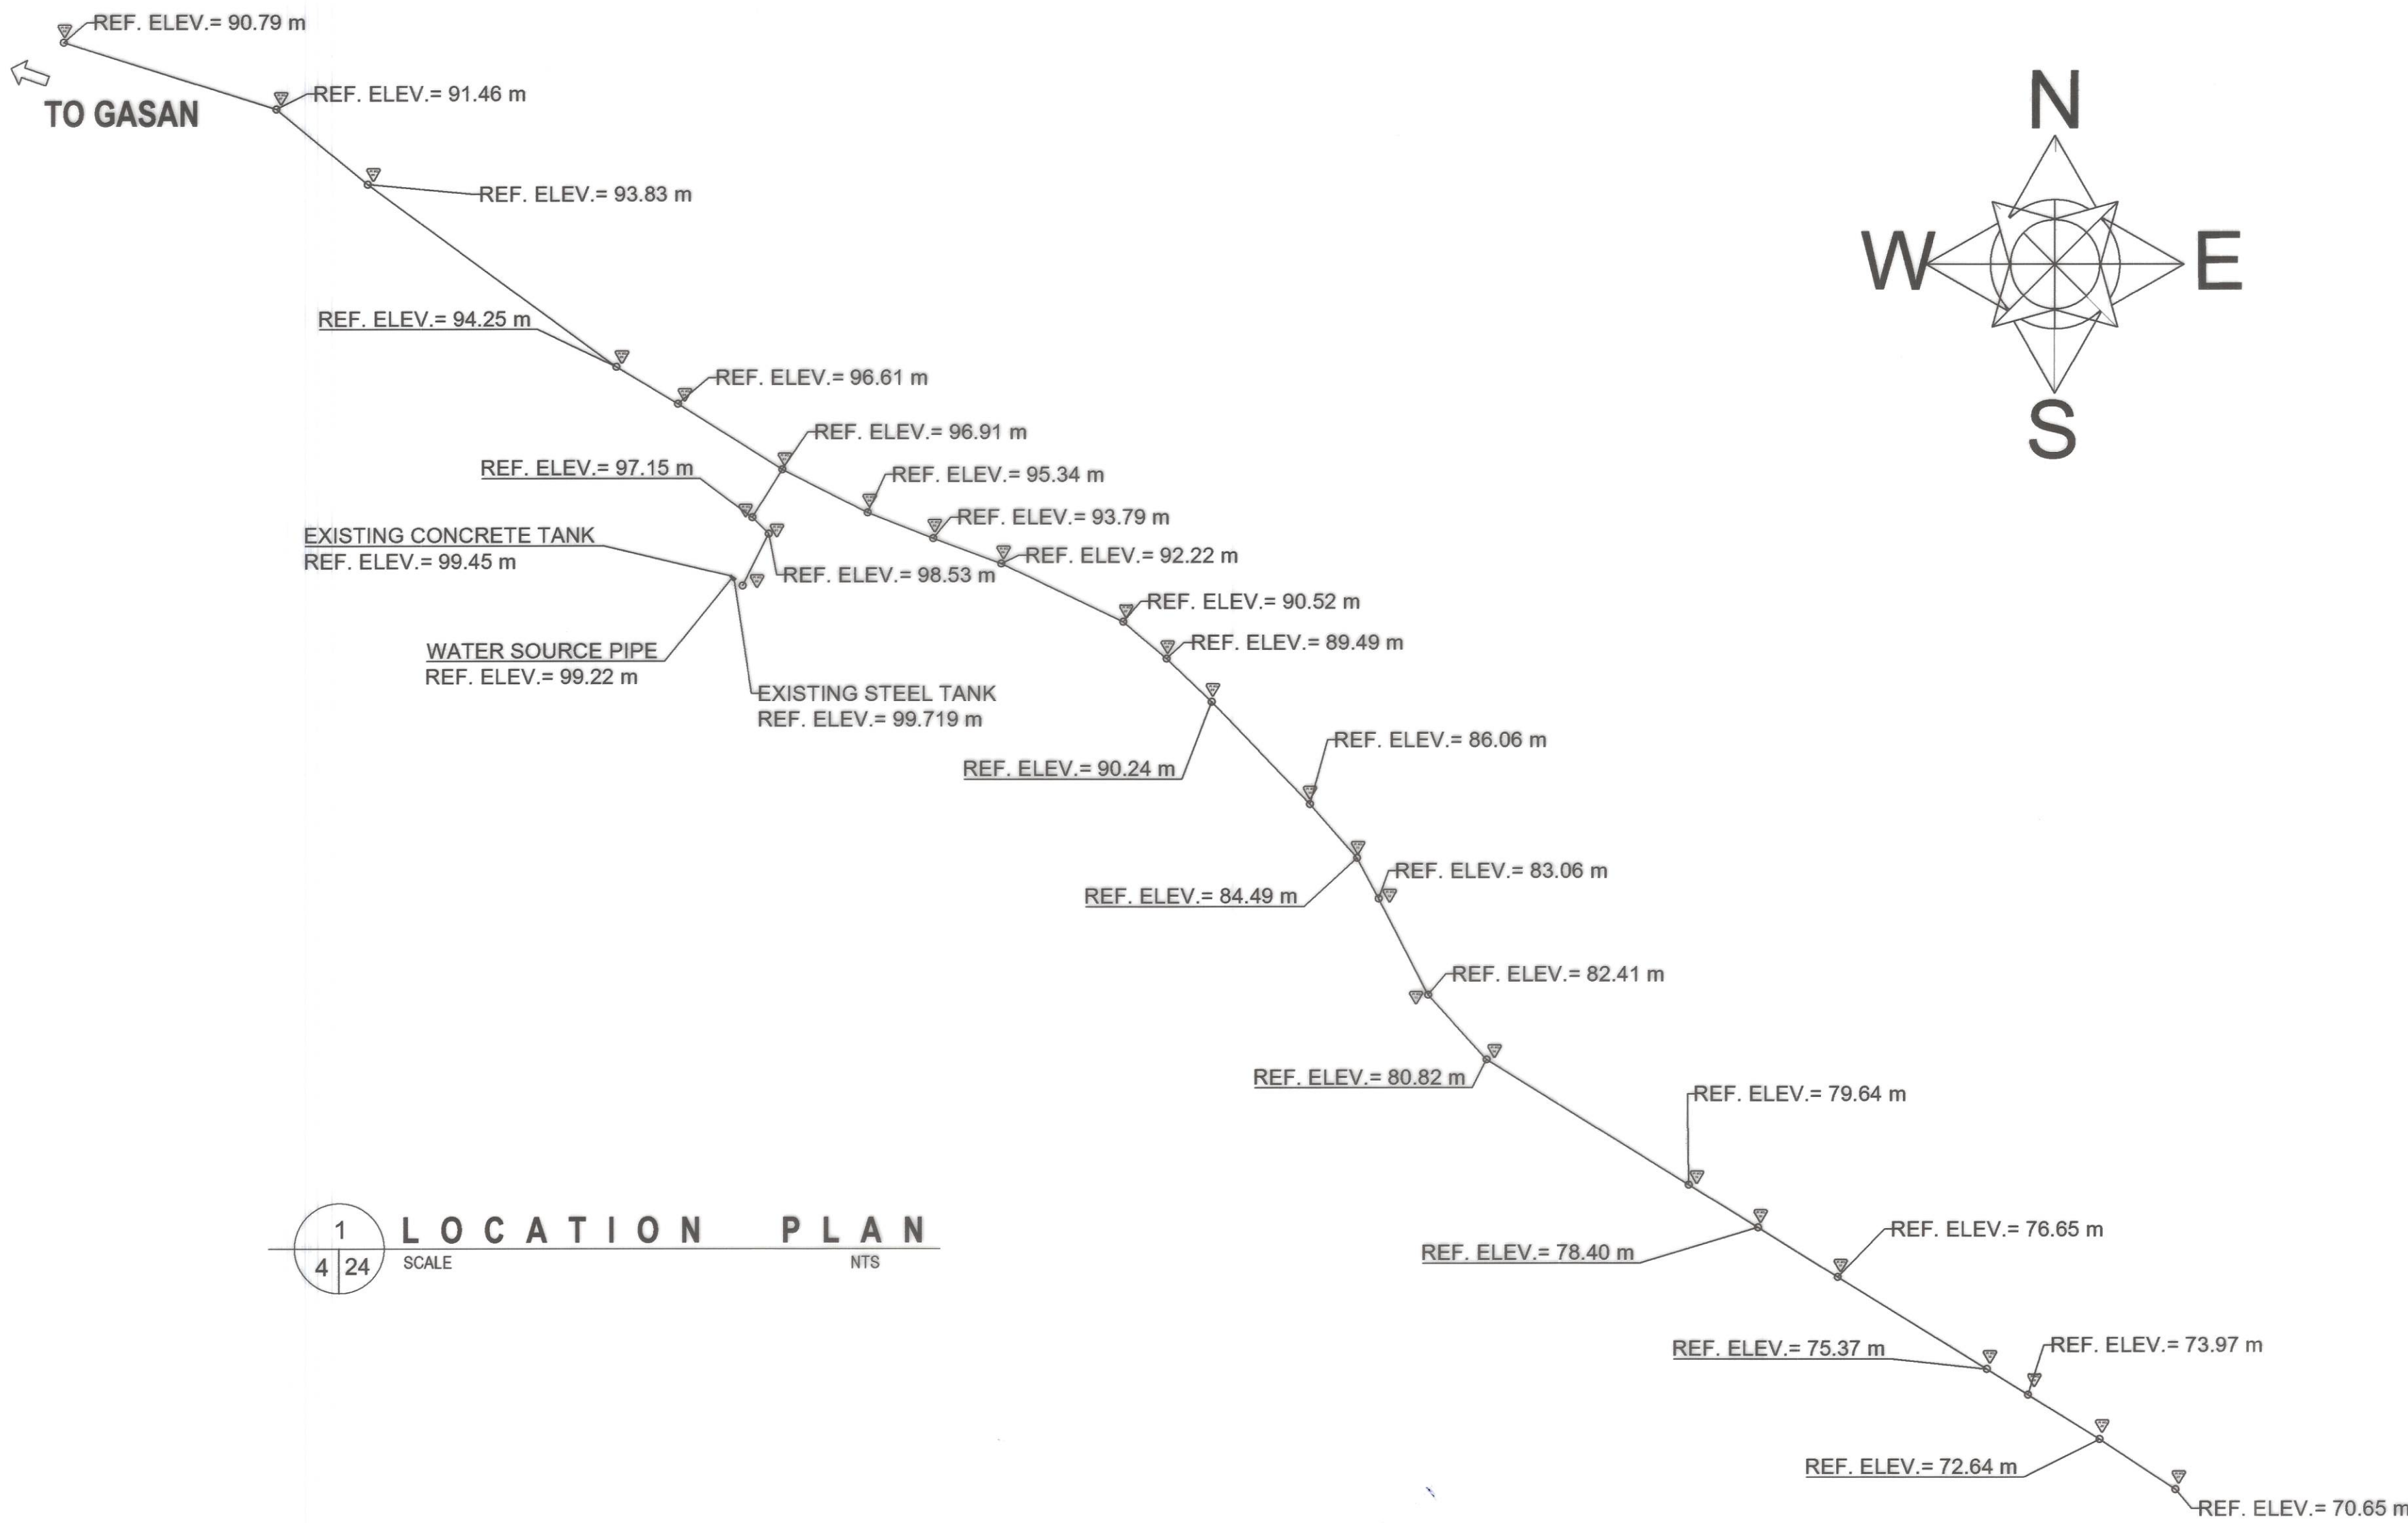 REF. ELEV.= 90.79 m
TO GASAN
REF. ELEV.= 91.46 m
REF. ELEV.= 93.83 m
N
W
E
S
REF. ELEV.= 94.25 m
REF. ELEV.= 96.61 m
REF. ELEV.= 96.91 m
REF. ELEV.= 97.15 m
REF. ELEV.= 95.34 m
REF. ELEV.= 93.79 m
EXISTING CONCRETE TANK
REF. ELEV.= 99.45 m
REF. ELEV.= 92.22 m
REF. ELEV.= 98.53 m
REF. ELEV.= 90.52 m
REF. ELEV.= 89.49 m
WATER SOURCE PIPE
REF. ELEV.= 99.22 m
EXISTING STEEL TANK
REF. ELEV.= 99.719 m
REF. ELEV.= 86.06 m
REF. ELEV.= 90.24 m
REF. ELEV.= 83.06 m
REF. ELEV.= 84.49 m
REF. ELEV.= 82.41 m
REF. ELEV.= 80.82 m
REF. ELEV.= 79.64 m
REF. ELEV.= 78.40 m
REF. ELEV.= 76.65 m
REF. ELEV.= 75.37 m
REF. ELEV.= 73.97 m
REF. ELEV.= 72.64 m
REF. ELEV.= 70.65 m
1
4 24
LOCATION PLAN
SCALE NTS